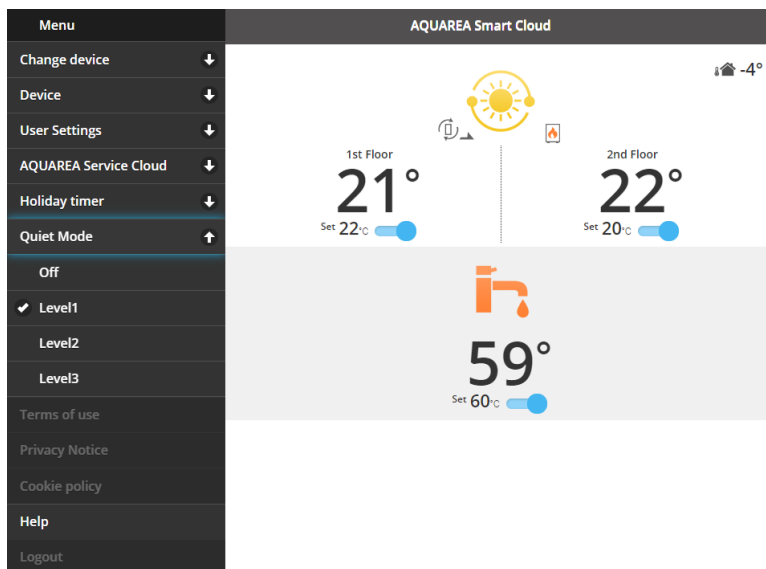 Menu
AQUAREA Smart Cloud
Change device
Device
User Settings
AQUAREA Service Cloud
Holiday timer
Quiet Mode
Off
Level1
Level2
Level3
Terms of use
Privacy Notice
Cookie policy
Help
Logout
-4°
1st Floor
21°
Set 22°C
2nd Floor
22°
Set 20°C
59°
Set 60°C